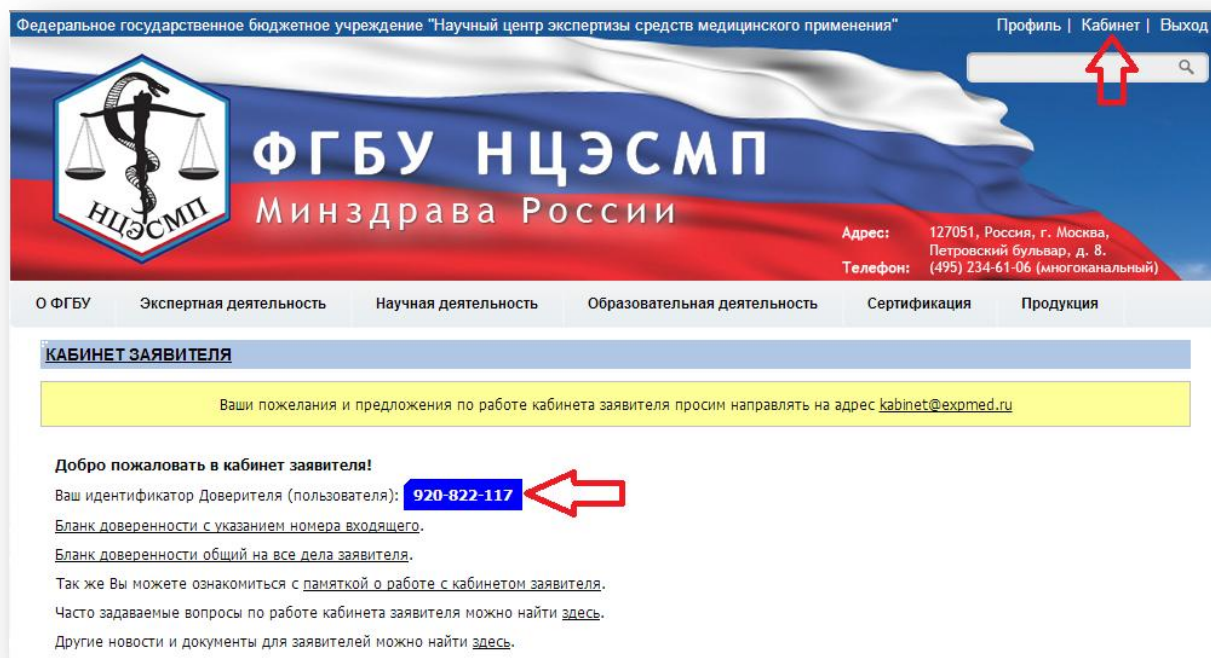 Федеральное государственное бюджетное учреждение "Научный центр экспертизы средств медицинского применения"
Профиль | Кабинет | Выход
НЦЭСМП
ФГБУ НЦЭСМП
Минздрава России
Адрес: 127051, Россия, г. Москва,
Петровский бульвар, д. 8.
Телефон: (495) 234-61-06 (многоканальный)
О ФГБУ Экспертная деятельность Научная деятельность Образовательная деятельность Сертификация Продукция
КАБИНЕТ ЗАЯВИТЕЛЯ
Ваши пожелания и предложения по работе кабинета заявителя просим направлять на адрес kabinet@expmed.ru
Добро пожаловать в кабинет заявителя!
Ваш идентификатор Доверителя (пользователя): 920-822-117
Бланк доверенности с указанием номера входящего.
Бланк доверенности общий на все дела заявителя.
Так же Вы можете ознакомиться с памяткой о работе с кабинетом заявителя.
Часто задаваемые вопросы по работе кабинета заявителя можно найти здесь.
Другие новости и документы для заявителей можно найти здесь.